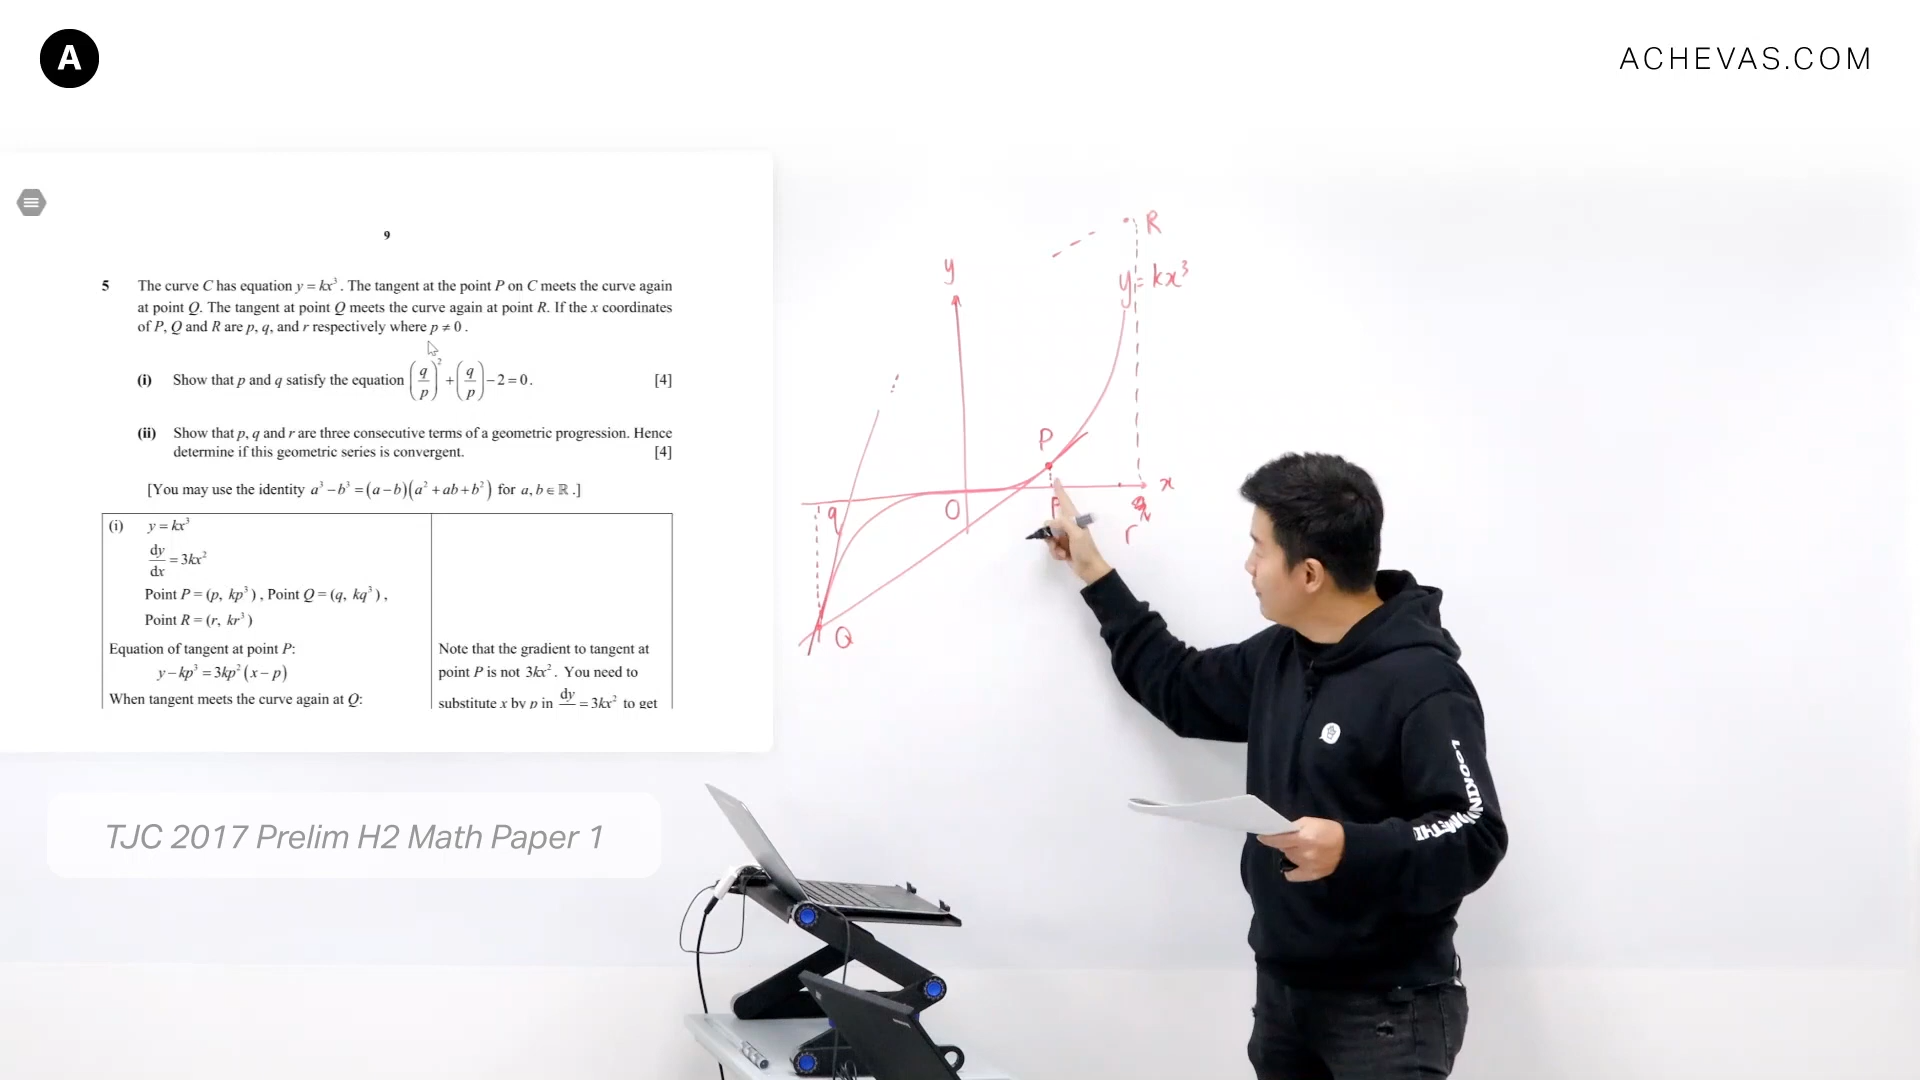 A
ACHEVAS.COM
9
5 The curve C has equation y = kx³. The tangent at the point P on C meets the curve again
at point Q. The tangent at point Q meets the curve again at point R. If the x coordinates
of P, Q and R are p, q, and r respectively where p ≠ 0.
(i) Show that p and q satisfy the equation (q/p)² + (q/p) − 2 = 0. [4]
(ii) Show that p, q and r are three consecutive terms of a geometric progression. Hence
determine if this geometric series is convergent. [4]
[You may use the identity a³ − b³ = (a − b)(a² + ab + b²) for a, b ∈ ℝ.]
(i) y = kx³
dy/dx = 3kx²
Point P = (p, kp³), Point Q = (q, kq³),
Point R = (r, kr³)
Equation of tangent at point P:
y − kp³ = 3kp²(x − p)
When tangent meets the curve again at Q:
Note that the gradient to tangent at
point P is not 3kx². You need to
substitute x by p in dy/dx = 3kx² to get
TJC 2017 Prelim H2 Math Paper 1
R
y
y = kx³
P
x
q
O
r
Q